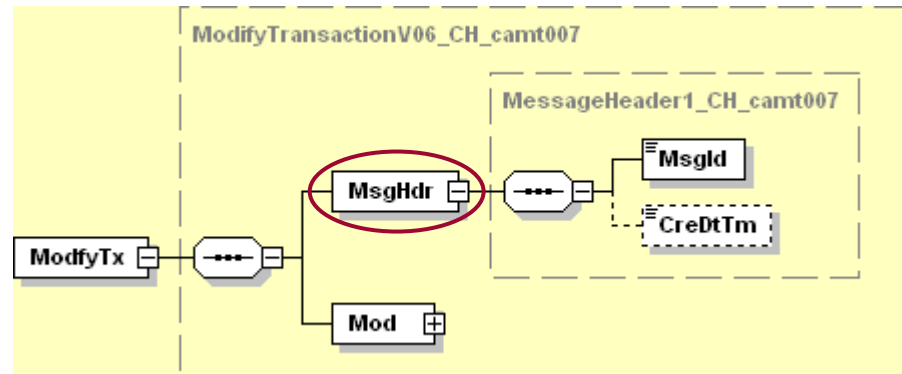 ModifyTransactionV06_CH_camt007
MessageHeader1_CH_camt007
MsgId
MsgHdr
CreDtTm
ModfyTx
Mod